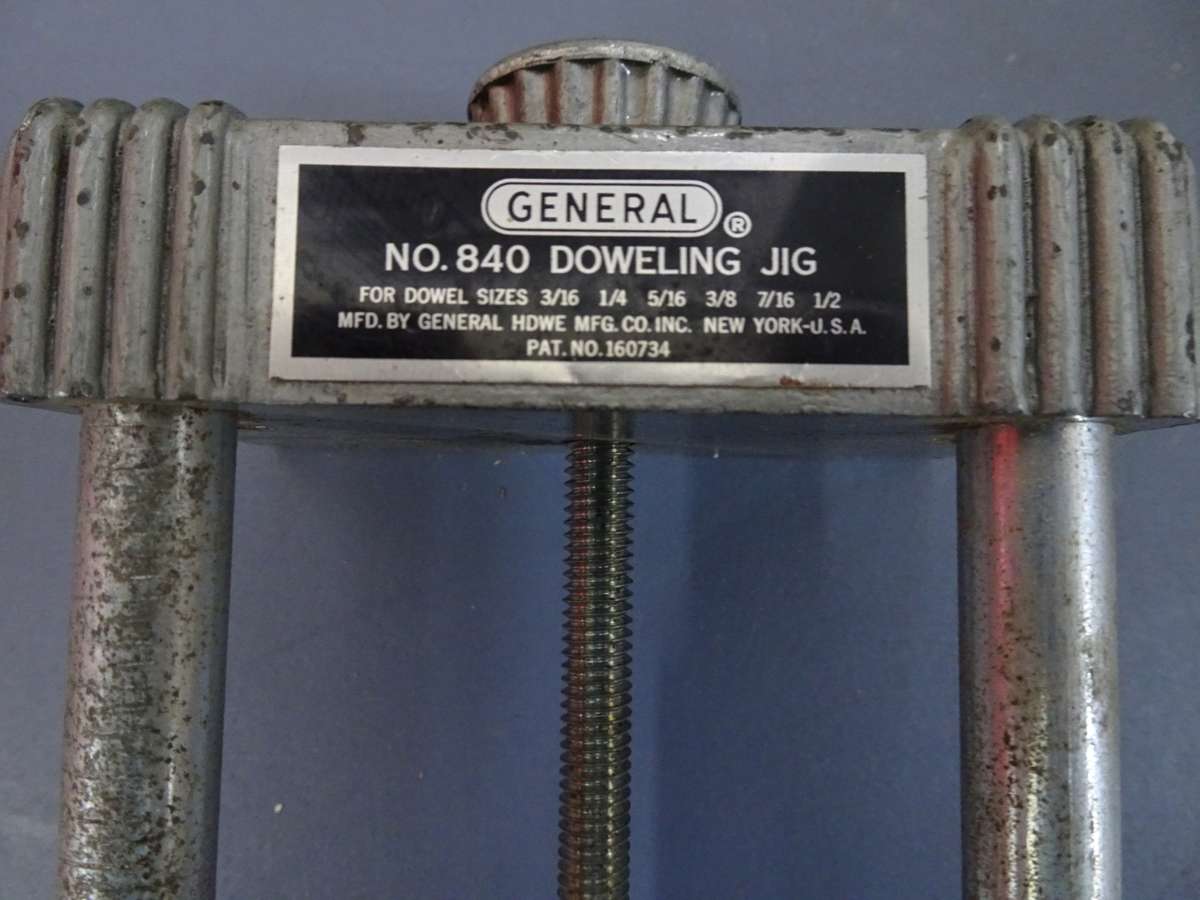 GENERAL®
NO. 840 DOWELING JIG
FOR DOWEL SIZES 3/16 1/4 5/16 3/8 7/16 1/2
MFD. BY GENERAL HDWE MFG. CO. INC. NEW YORK-U.S.A.
PAT. NO. 160734